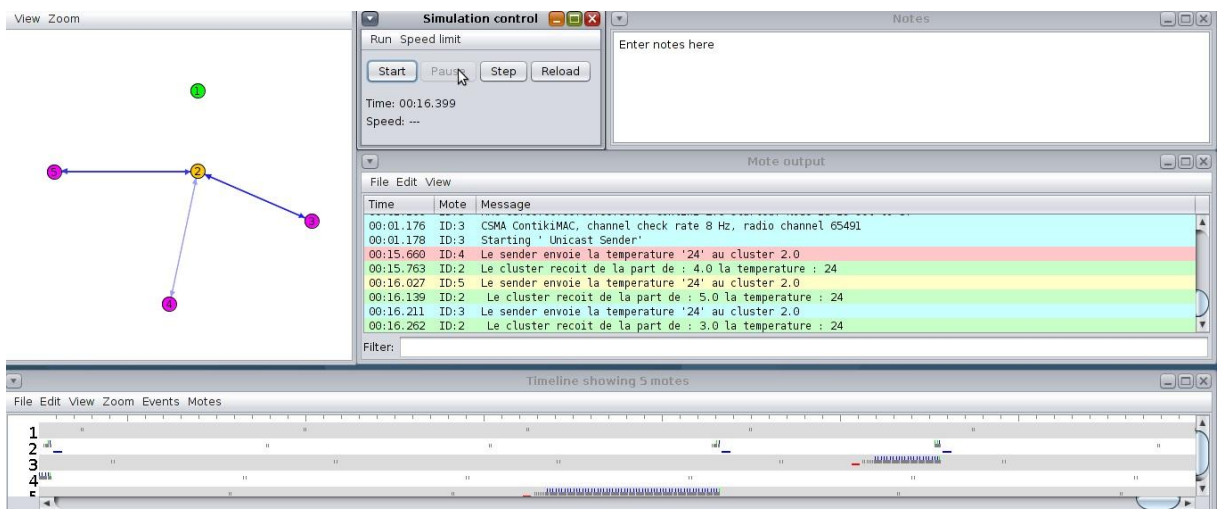 View Zoom
1
5
2
3
4
Simulation control
Run Speed limit
Start Pause Step Reload
Time: 00:16.399
Speed: ---
Notes
Enter notes here
Mote output
File Edit View
Time Mote Message
00:01.176 ID:3 CSMA ContikiMAC, channel check rate 8 Hz, radio channel 65491
00:01.178 ID:3 Starting ' Unicast Sender'
00:15.660 ID:4 Le sender envoie la temperature '24' au cluster 2.0
00:15.763 ID:2 Le cluster recoit de la part de : 4.0 la temperature : 24
00:16.027 ID:5 Le sender envoie la temperature '24' au cluster 2.0
00:16.139 ID:2 Le cluster recoit de la part de : 5.0 la temperature : 24
00:16.211 ID:3 Le sender envoie la temperature '24' au cluster 2.0
00:16.262 ID:2 Le cluster recoit de la part de : 3.0 la temperature : 24
Filter:
Timeline showing 5 motes
File Edit View Zoom Events Motes
1
2
3
4